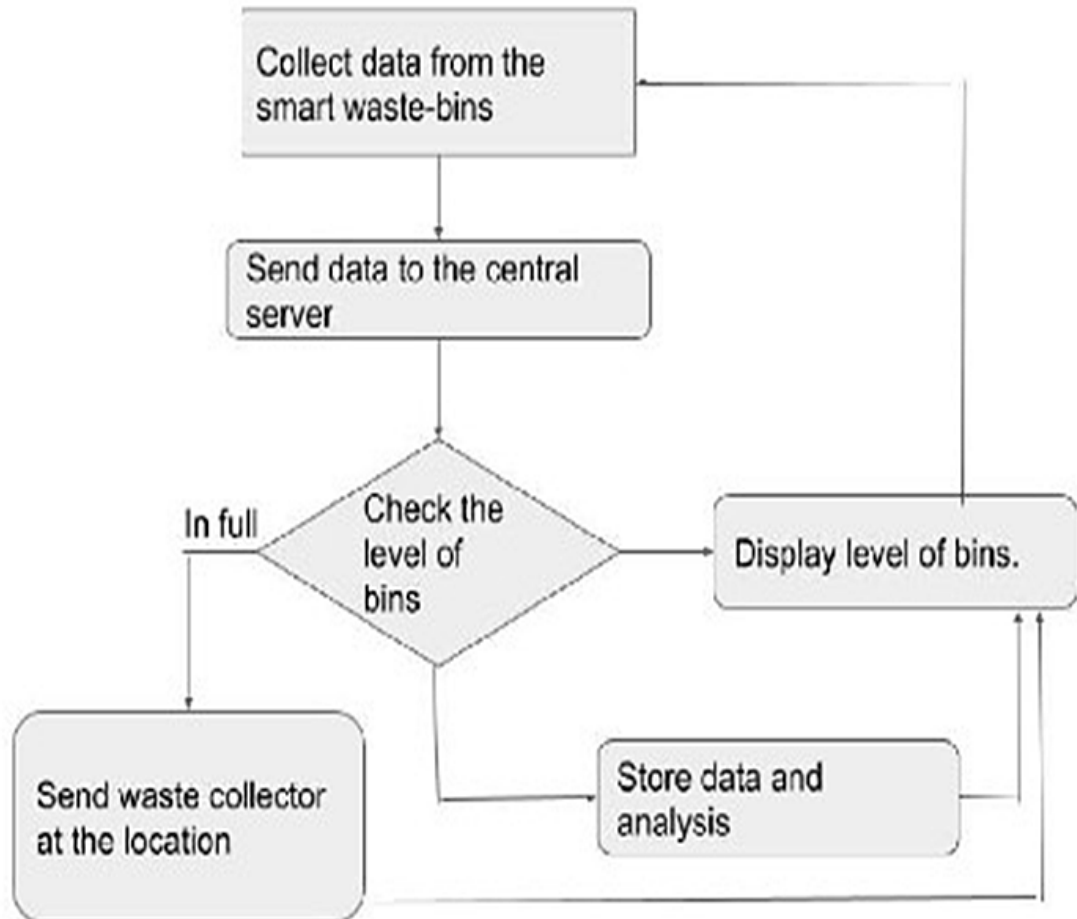 Collect data from the
smart waste-bins
Send data to the central
server
In full
Check the
level of
bins
Display level of bins.
Store data and
analysis
Send waste collector
at the location